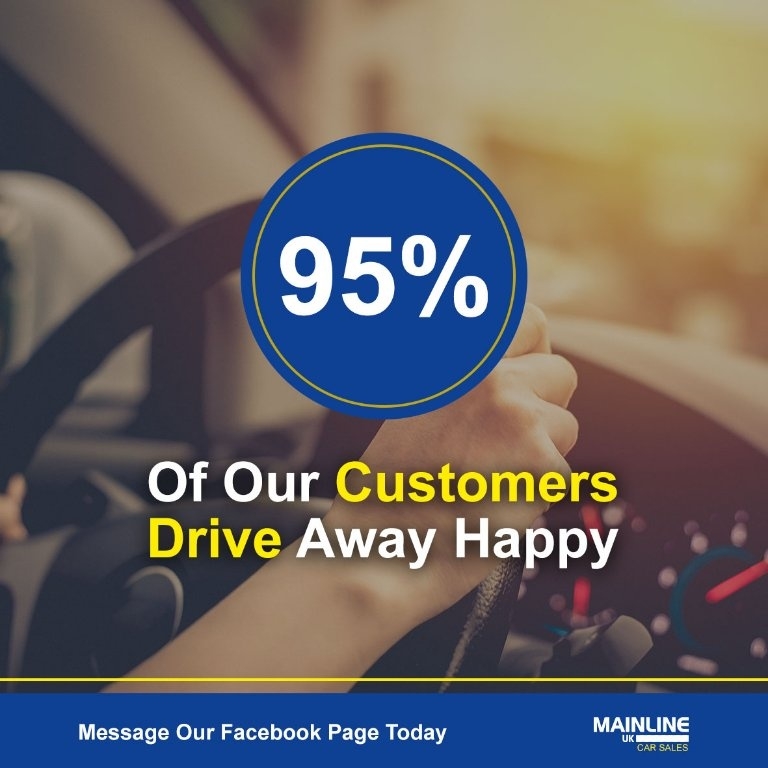 95%
Of Our Customers
Drive Away Happy
Message Our Facebook Page Today
MAINLINE
UK
CAR SALES